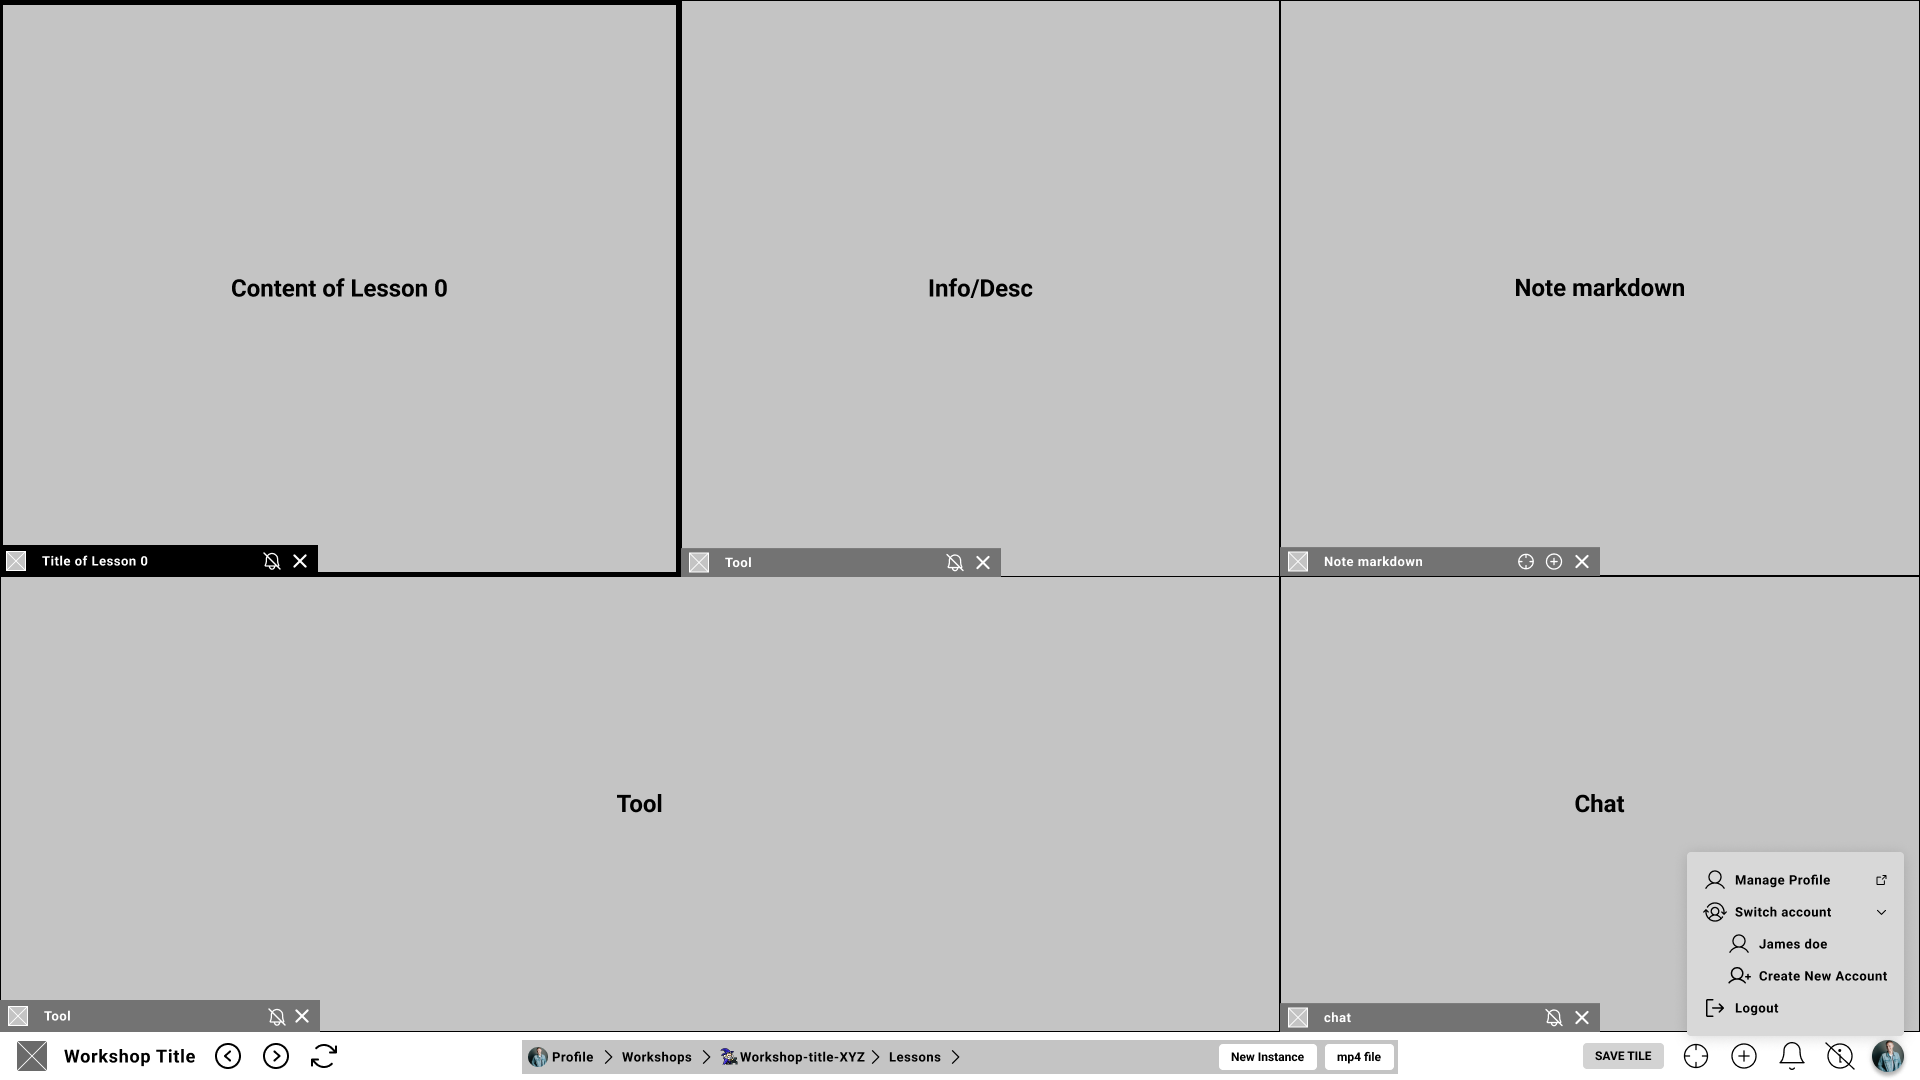 Content of Lesson 0
Info/Desc
Note markdown
Title of Lesson 0
Tool
Note markdown
Tool
Chat
Manage Profile
Switch account
James doe
Create New Account
Logout
Tool
chat
Workshop Title
Profile
Workshops
Workshop-title-XYZ
Lessons
New Instance
mp4 file
SAVE TILE